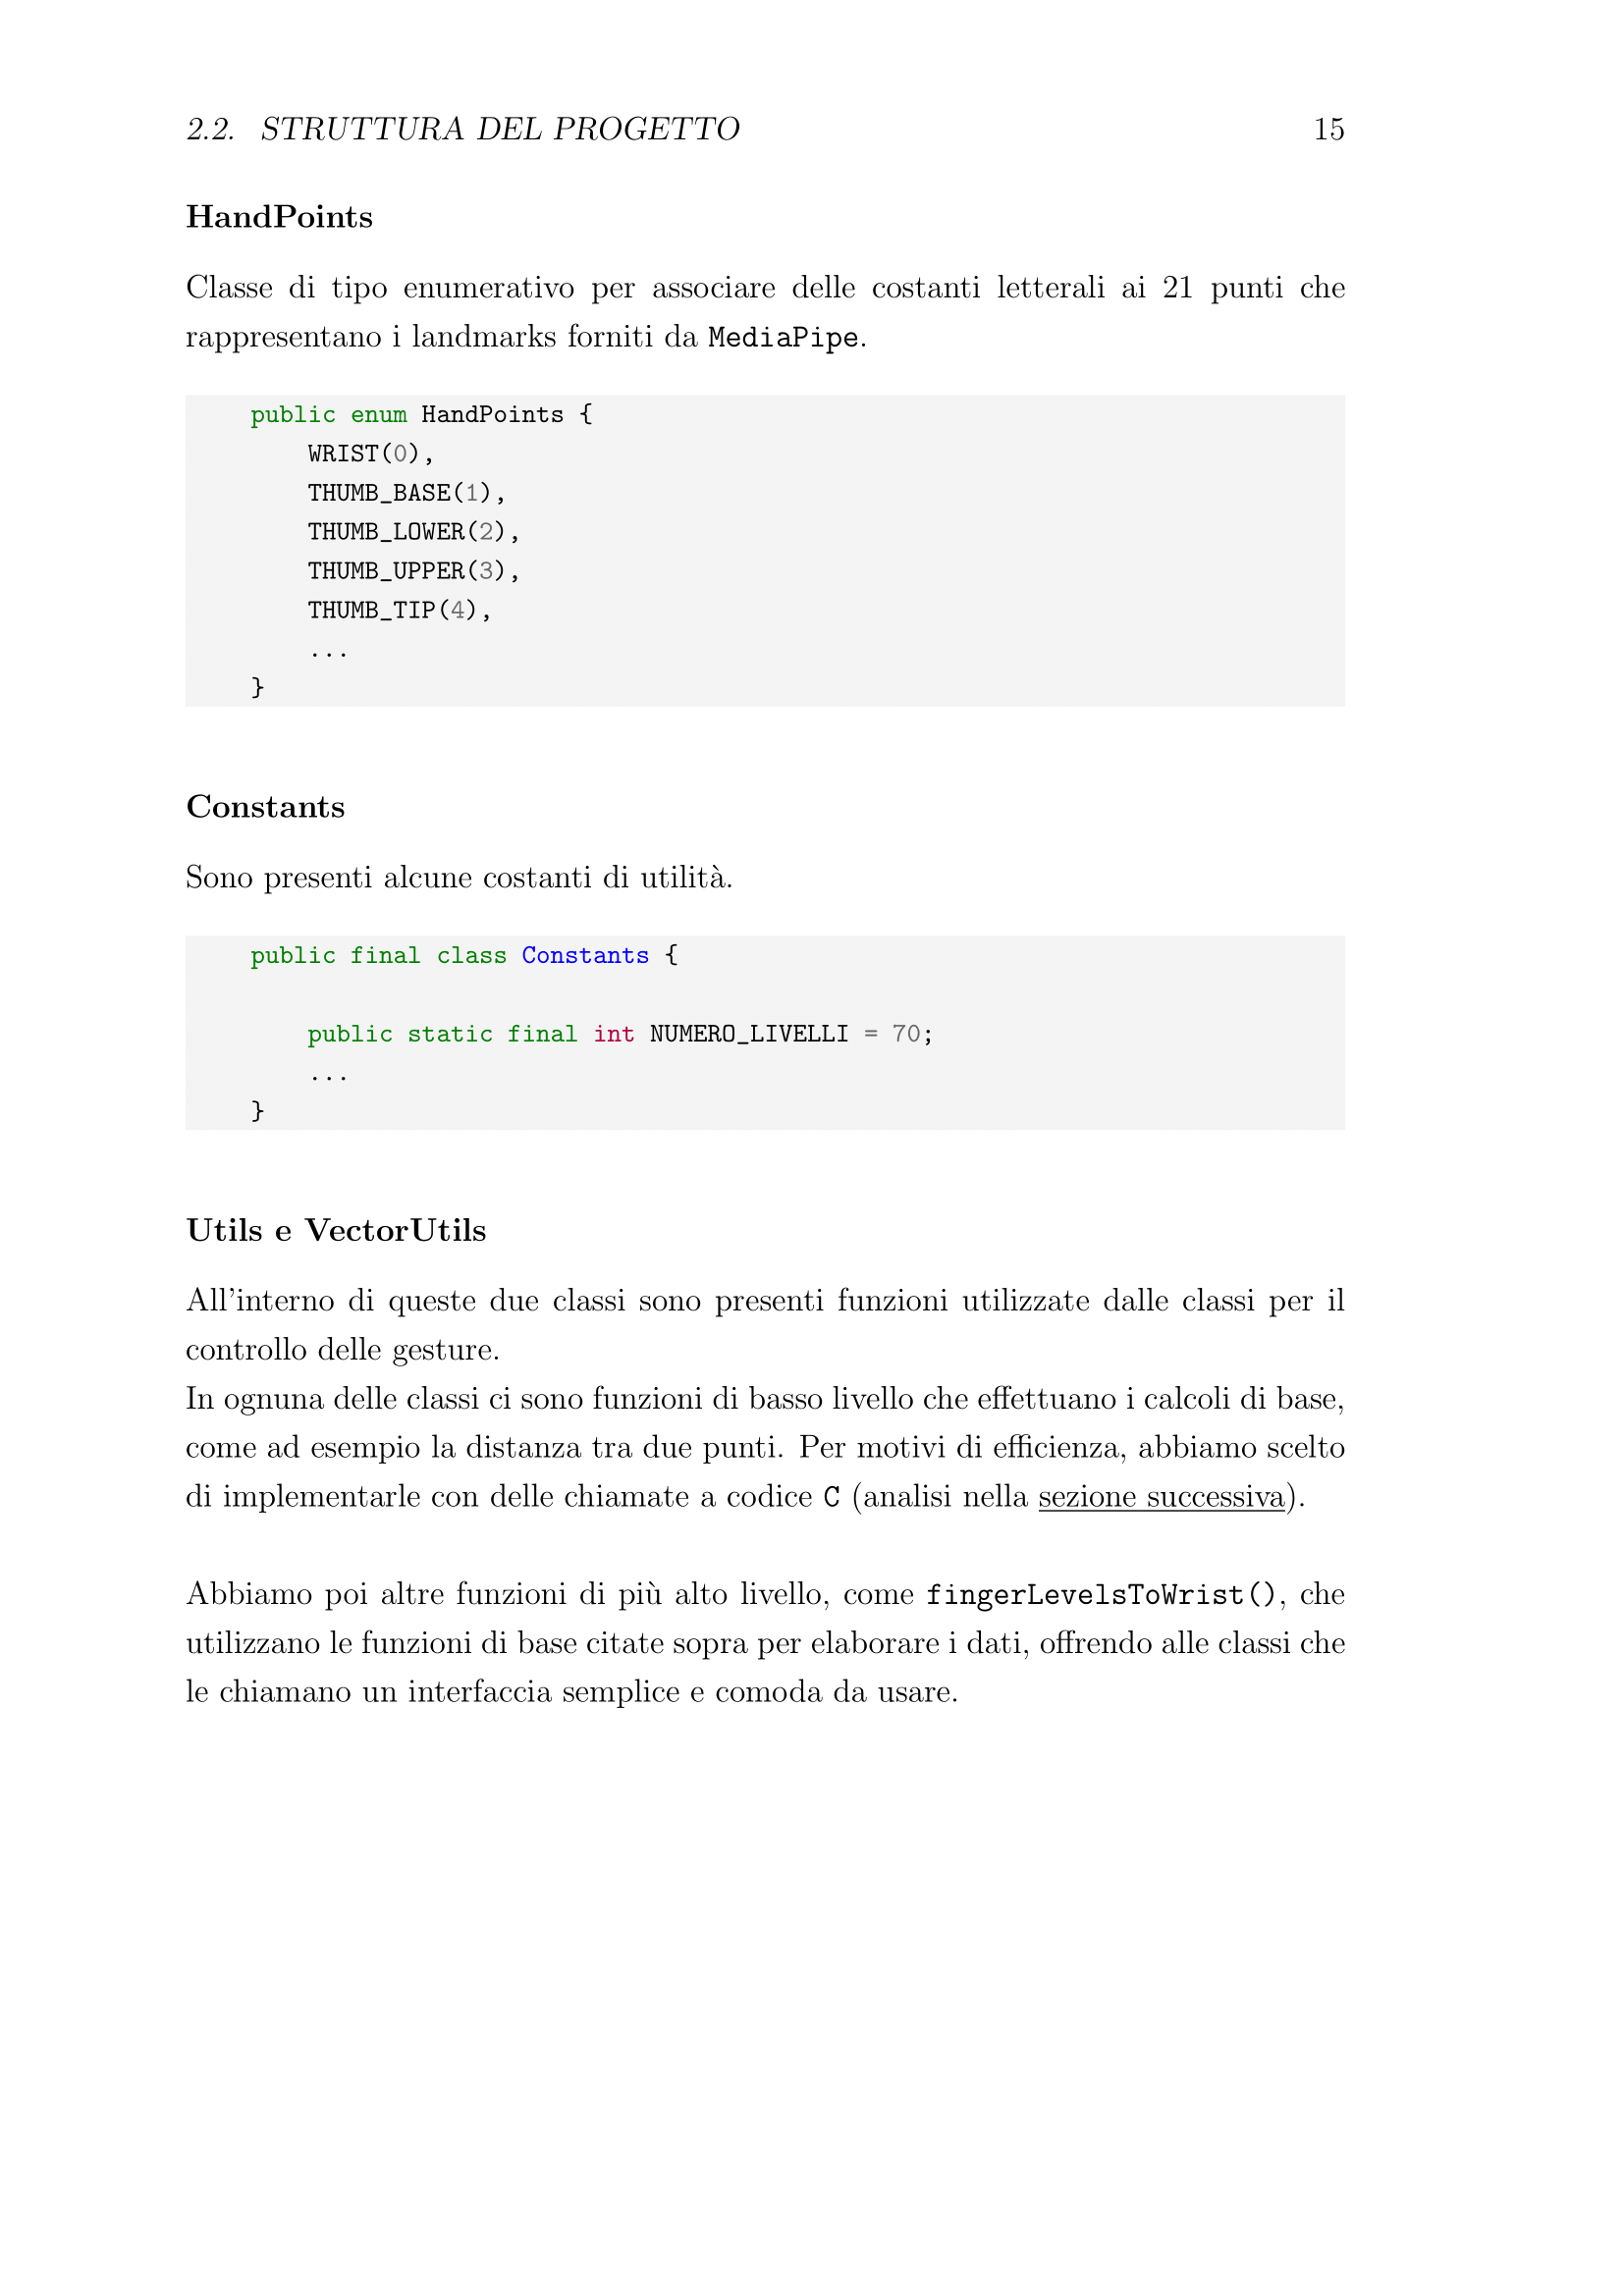 2.2. STRUTTURA DEL PROGETTO 15
HandPoints
Classe di tipo enumerativo per associare delle costanti letterali ai 21 punti che
rappresentano i landmarks forniti da MediaPipe.
public enum HandPoints {
    WRIST(0),
    THUMB_BASE(1),
    THUMB_LOWER(2),
    THUMB_UPPER(3),
    THUMB_TIP(4),
    ...
}
Constants
Sono presenti alcune costanti di utilità.
public final class Constants {
    public static final int NUMERO_LIVELLI = 70;
    ...
}
Utils e VectorUtils
All'interno di queste due classi sono presenti funzioni utilizzate dalle classi per il
controllo delle gesture.
In ognuna delle classi ci sono funzioni di basso livello che effettuano i calcoli di base,
come ad esempio la distanza tra due punti. Per motivi di efficienza, abbiamo scelto
di implementarle con delle chiamate a codice C (analisi nella sezione successiva).
Abbiamo poi altre funzioni di più alto livello, come fingerLevelsToWrist(), che
utilizzano le funzioni di base citate sopra per elaborare i dati, offrendo alle classi che
le chiamano un interfaccia semplice e comoda da usare.